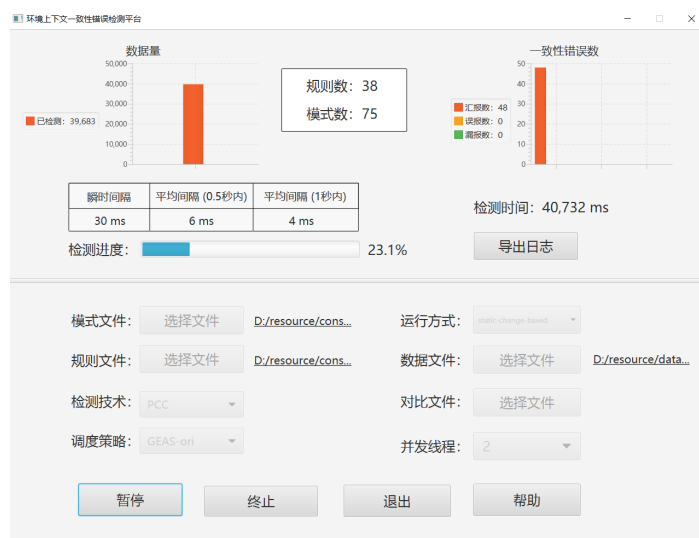 环境上下文一致性错误检测平台
数据量
50,000
40,000
30,000
20,000
10,000
0
已检测：39,683
规则数：38
模式数：75
一致性错误数
50
40
30
20
10
0
汇报数：48
误报数：0
漏报数：0
瞬时间隔 平均间隔 (0.5秒内) 平均间隔 (1秒内)
30 ms 6 ms 4 ms
检测时间：40,732 ms
检测进度： 23.1%
导出日志
模式文件： 选择文件 D:/resource/cons... 运行方式： static-change-based
规则文件： 选择文件 D:/resource/cons... 数据文件： 选择文件 D:/resource/data...
检测技术： PCC 对比文件： 选择文件
调度策略： GEAS-ori 并发线程： 2
暂停 终止 退出 帮助